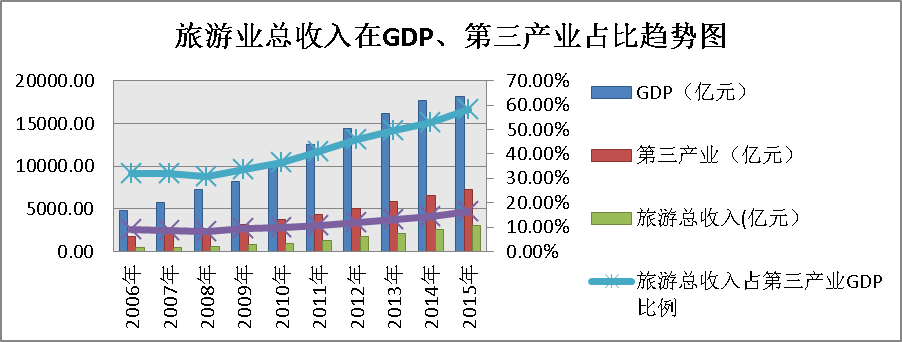 旅游业总收入在GDP、第三产业占比趋势图
20000.00
15000.00
10000.00
5000.00
0.00
70.00%
60.00%
50.00%
40.00%
30.00%
20.00%
10.00%
0.00%
2006年
2007年
2008年
2009年
2010年
2011年
2012年
2013年
2014年
2015年
GDP（亿元）
第三产业（亿元）
旅游总收入(亿元）
旅游总收入占第三产业GDP
比例